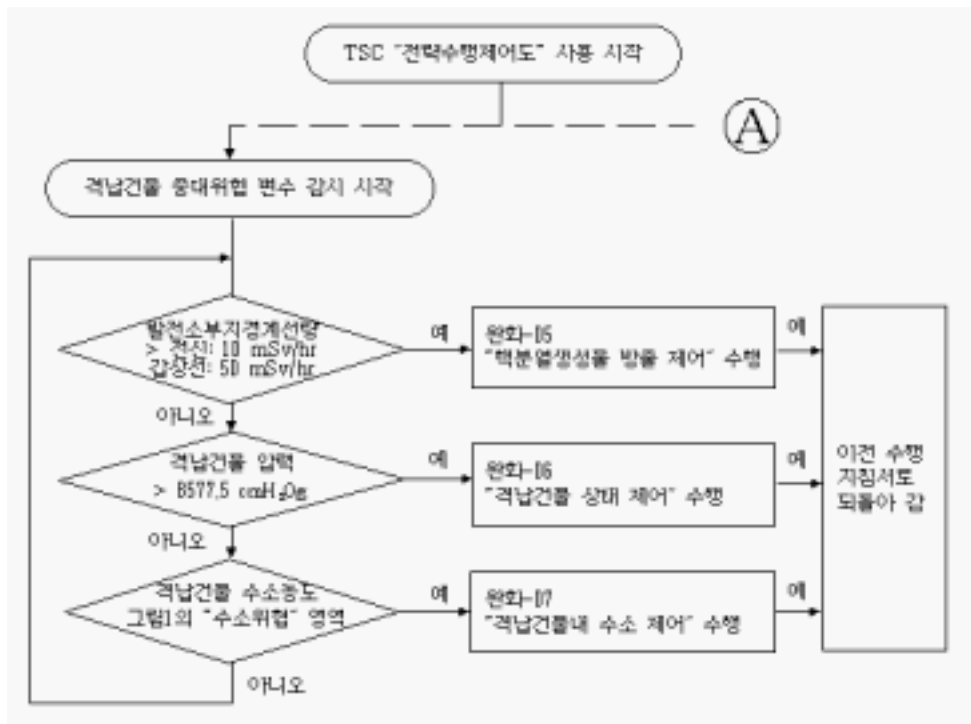 TSC "전략수행제어도" 사용 시작
A
격납건물 중대위협 변수 감시 시작
발전소부지경계선량
> 전신: 10 mSv/hr
갑상선: 50 mSv/hr
예
완화-05
"핵분열생성물 방출 제어" 수행
예
아니오
격납건물 압력
> 8577.5 cmH₂Og
예
완화-06
"격납건물 상태 제어" 수행
예
이전 수행
지침서로
되돌아 감
아니오
격납건물 수소농도
그림1의 "수소위협" 영역
예
완화-07
"격납건물내 수소 제어" 수행
예
아니오